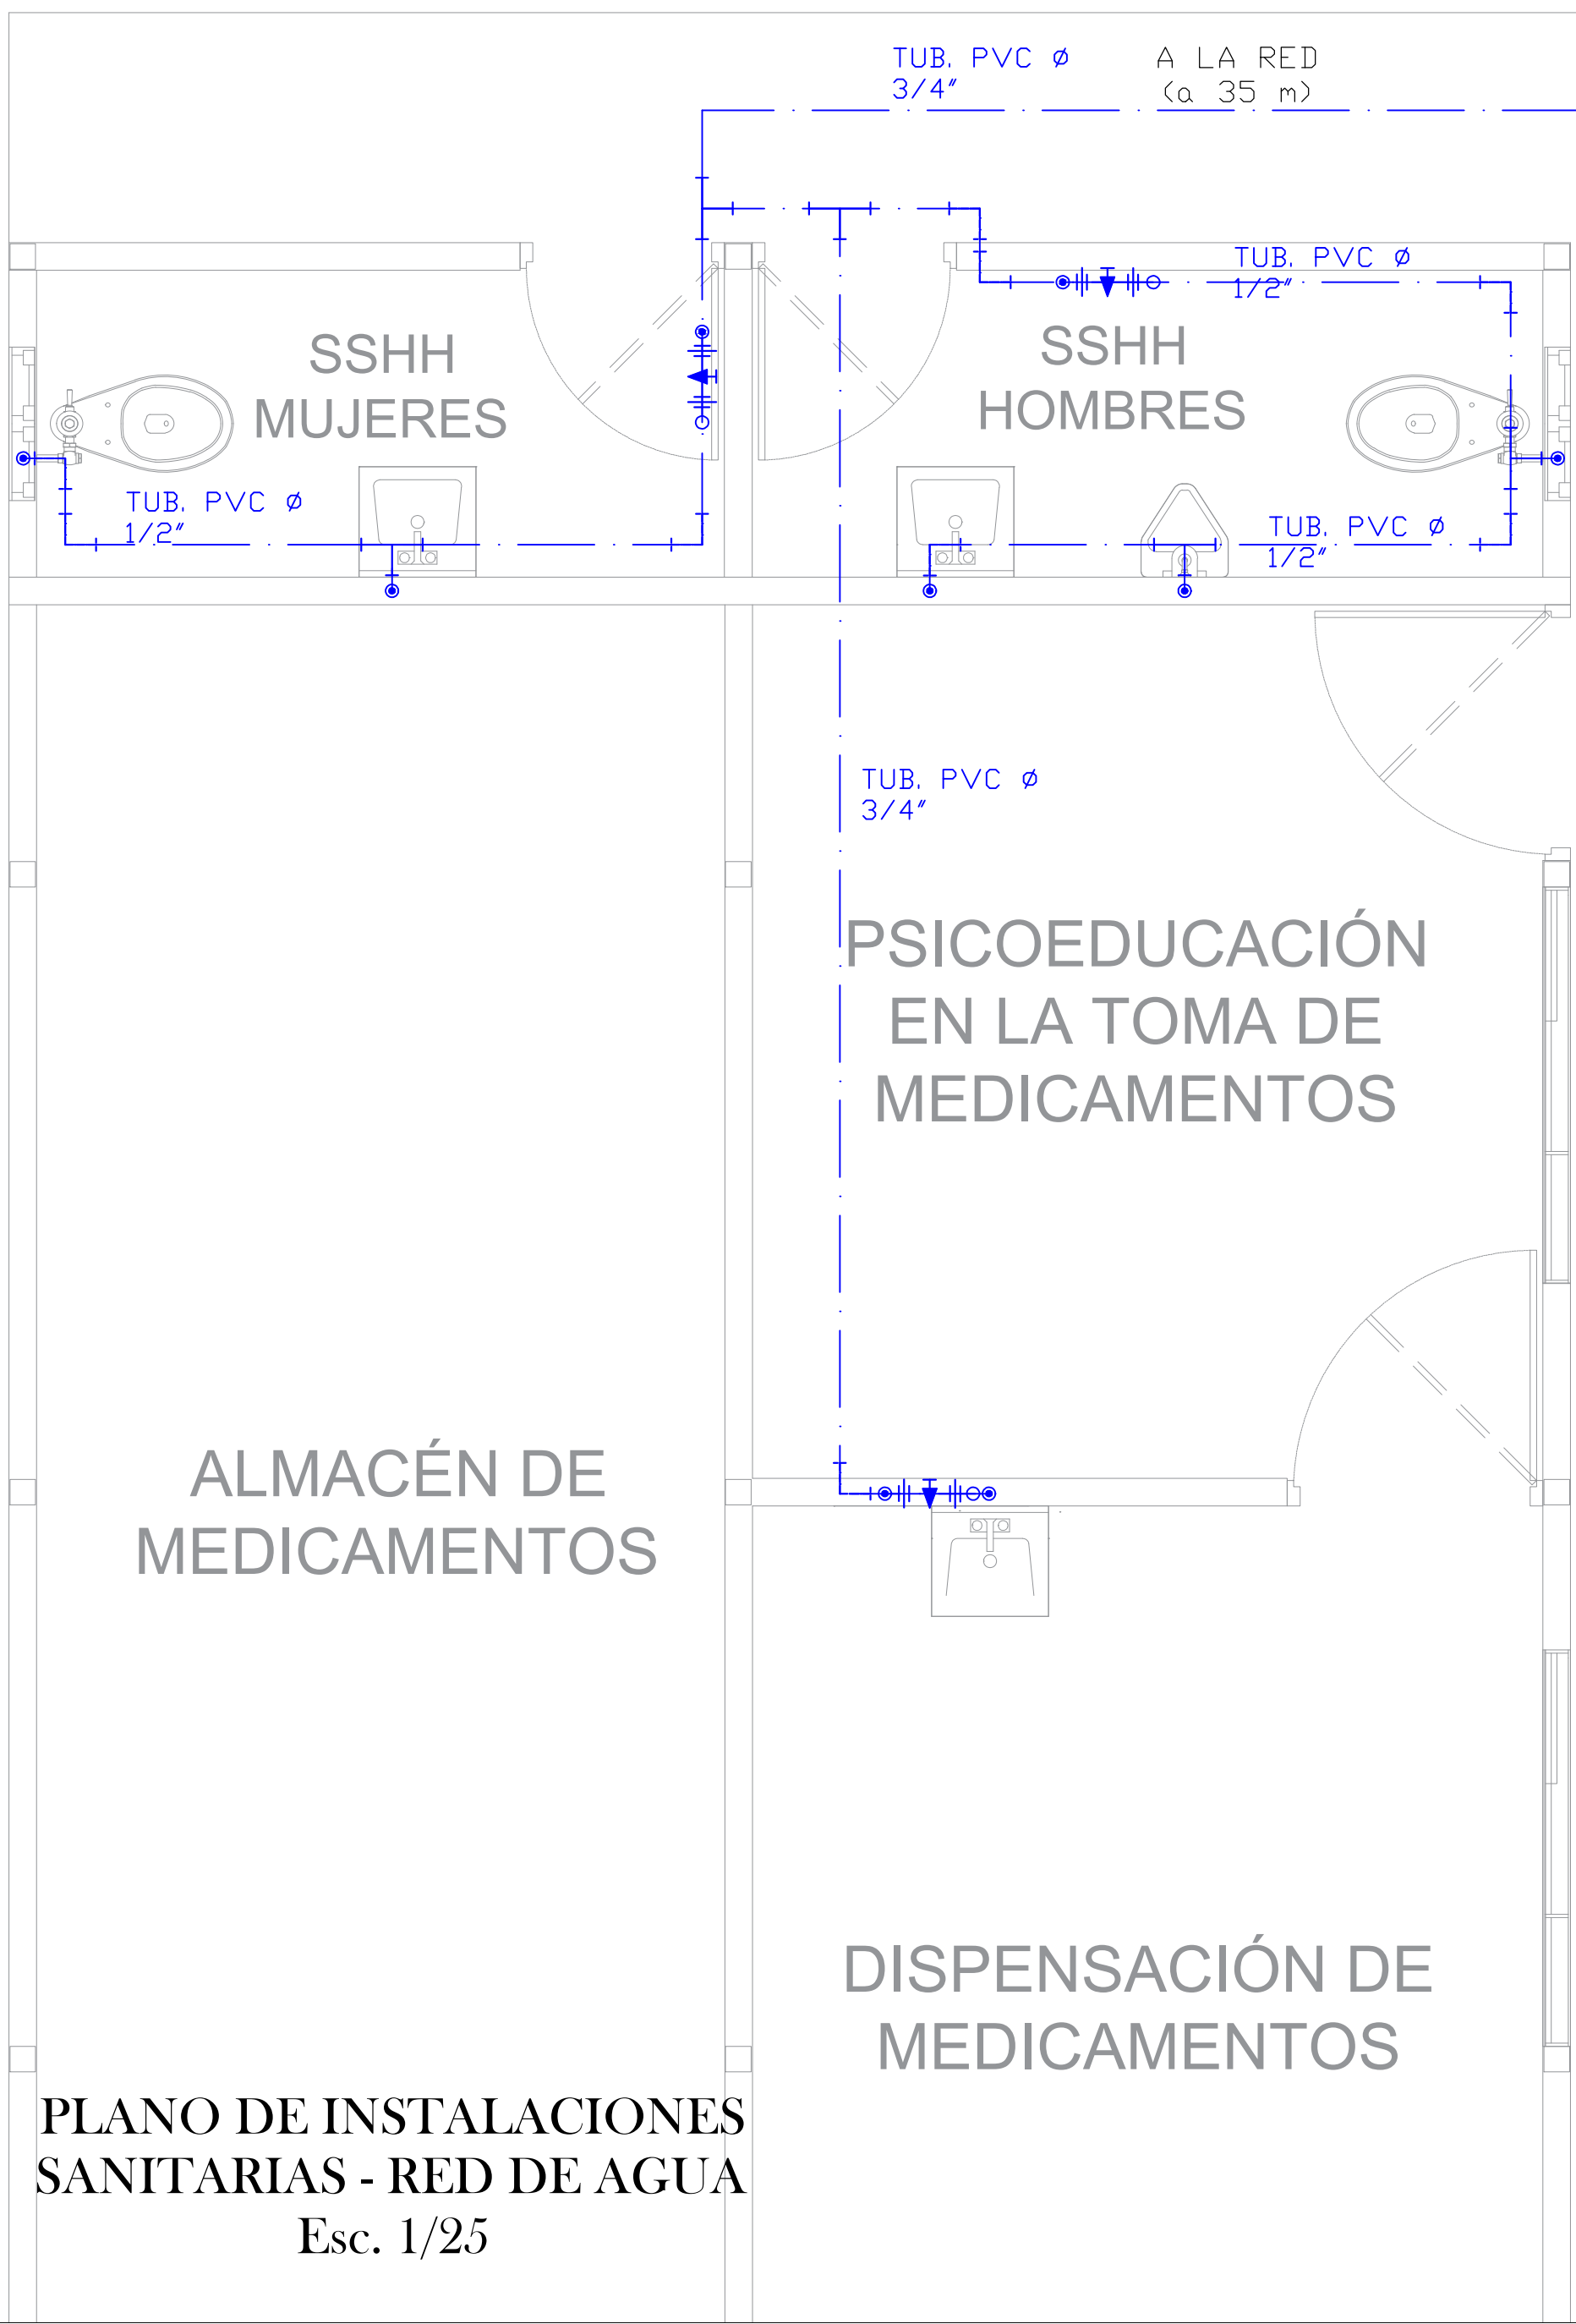 TUB. PVC Ø
3/4"
A LA RED
(a 35 m)
TUB. PVC Ø
1/2"
SSHH
MUJERES
SSHH
HOMBRES
TUB. PVC Ø
1/2"
TUB. PVC Ø
1/2"
TUB. PVC Ø
3/4"
PSICOEDUCACIÓN
EN LA TOMA DE
MEDICAMENTOS
ALMACÉN DE
MEDICAMENTOS
DISPENSACIÓN DE
MEDICAMENTOS
PLANO DE INSTALACIONES
SANITARIAS - RED DE AGUA
Esc. 1/25